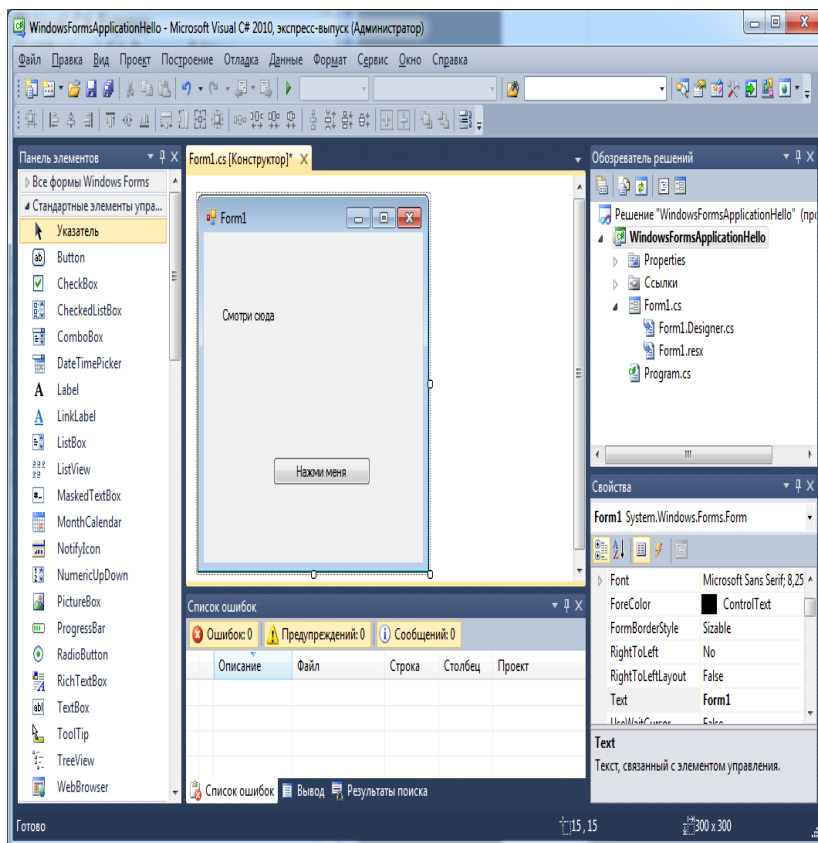 WindowsFormsApplicationHello - Microsoft Visual C# 2010, экспресс-выпуск (Администратор)
Файл Правка Вид Проект Построение Отладка Данные Формат Сервис Окно Справка
Панель элементов
Все формы Windows Forms
Стандартные элементы упра...
Указатель
Button
CheckBox
CheckedListBox
ComboBox
DateTimePicker
Label
LinkLabel
ListBox
ListView
MaskedTextBox
MonthCalendar
NotifyIcon
NumericUpDown
PictureBox
ProgressBar
RadioButton
RichTextBox
TextBox
ToolTip
TreeView
WebBrowser
Form1.cs [Конструктор]*
Form1
Смотри сюда
Нажми меня
Список ошибок
Ошибок: 0 Предупреждений: 0 Сообщений: 0
Описание Файл Строка Столбец Проект
Список ошибок Вывод Результаты поиска
Обозреватель решений
Решение "WindowsFormsApplicationHello" (про
WindowsFormsApplicationHello
Properties
Ссылки
Form1.cs
Form1.Designer.cs
Form1.resx
Program.cs
Свойства
Form1 System.Windows.Forms.Form
Font Microsoft Sans Serif; 8,25
ForeColor ControlText
FormBorderStyle Sizable
RightToLeft No
RightToLeftLayout False
Text Form1
UseWaitCursor False
Text
Текст, связанный с элементом управления.
Готово 15 , 15 300 x 300